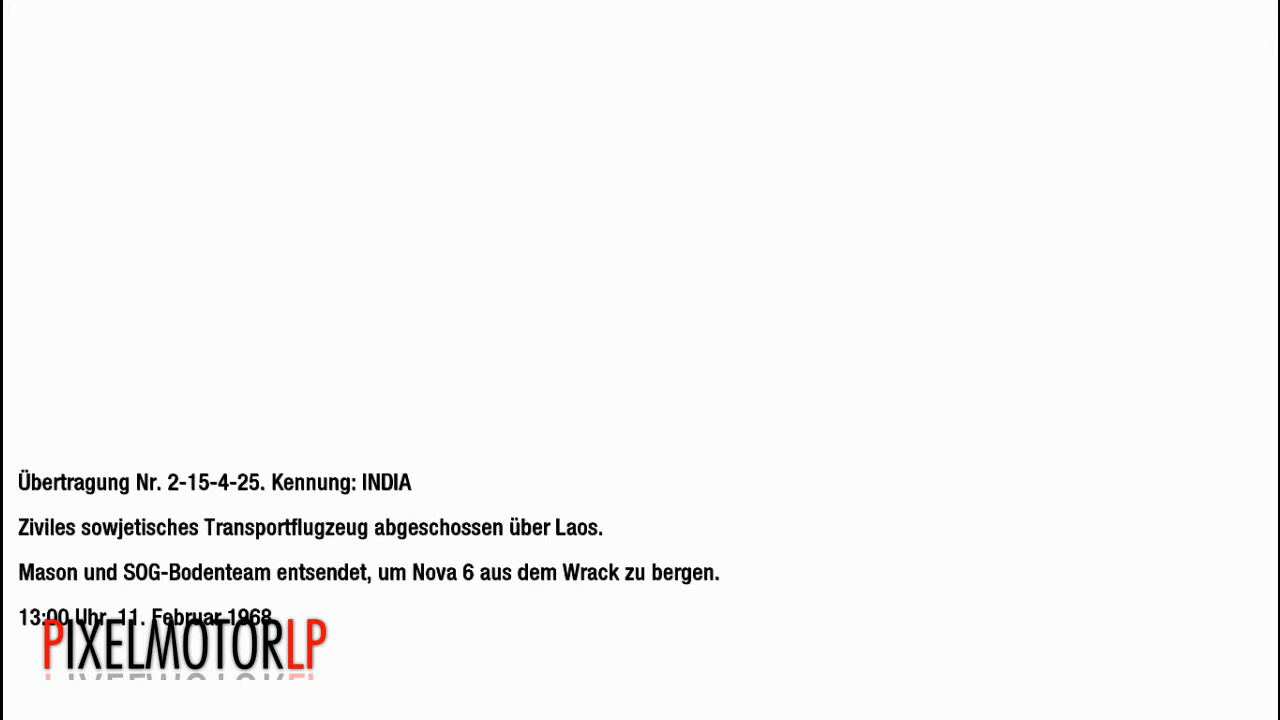 Übertragung Nr. 2-15-4-25. Kennung: INDIA
Ziviles sowjetisches Transportflugzeug abgeschossen über Laos.
Mason und SOG-Bodenteam entsendet, um Nova 6 aus dem Wrack zu bergen.
13:00 Uhr, 11. Februar 1968
PIXELMOTORLP